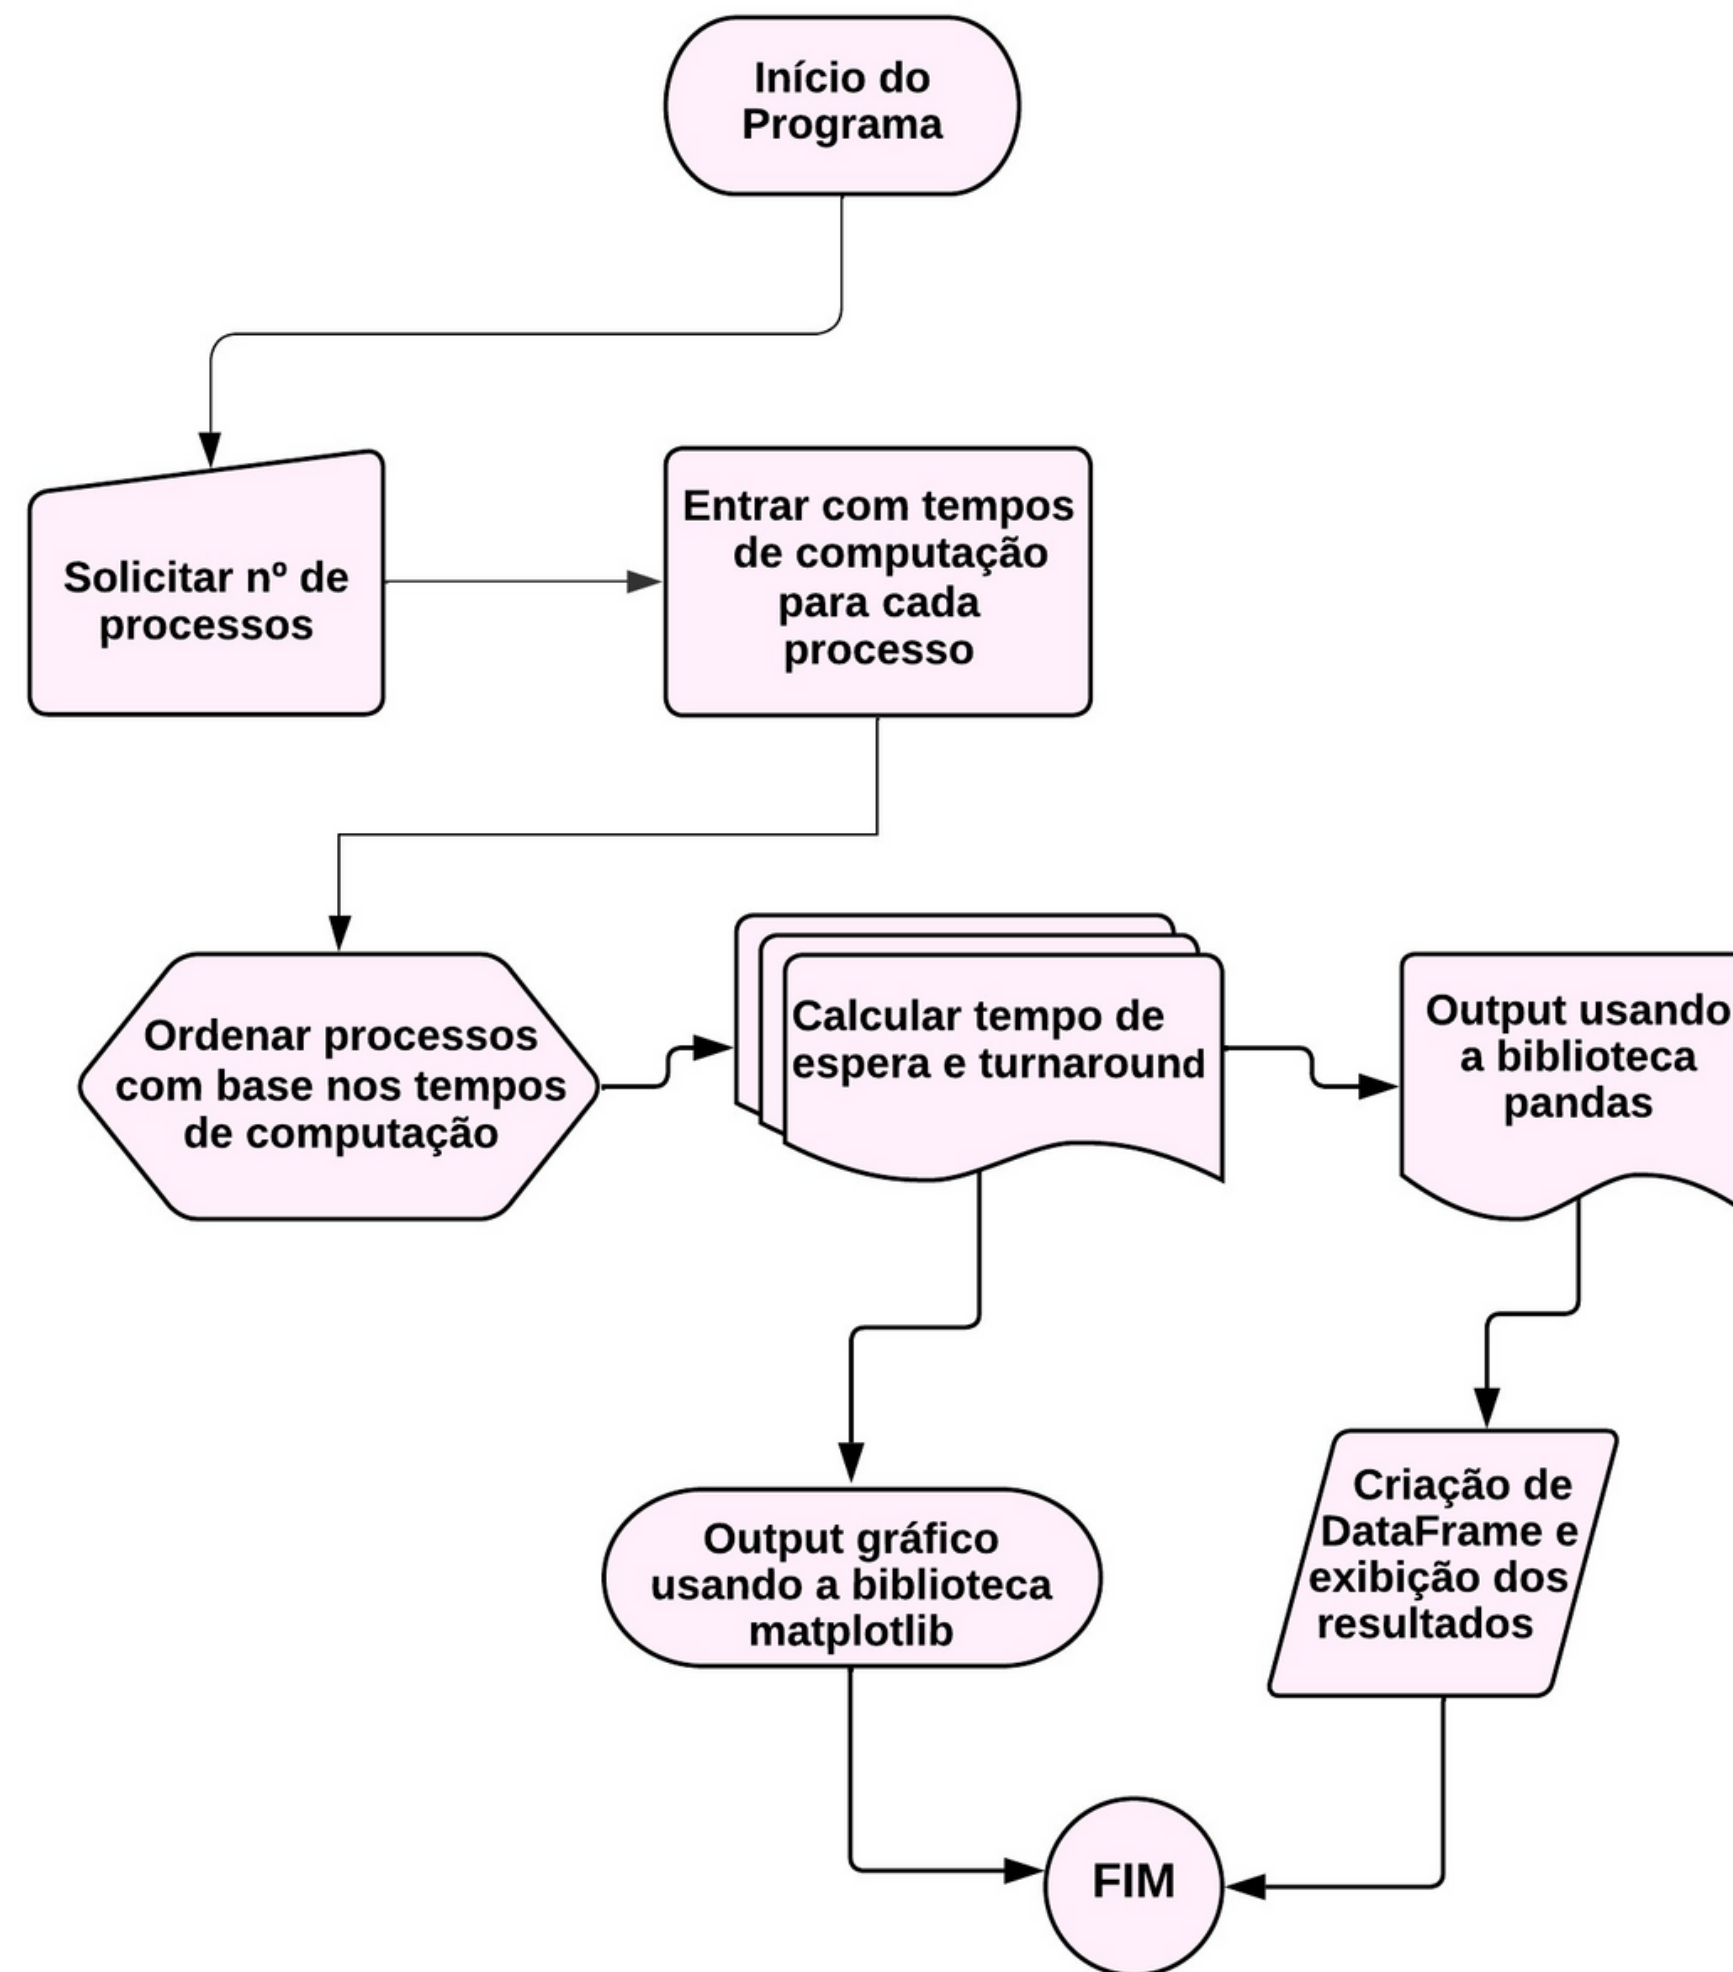 Início do
Programa
Solicitar nº de
processos
Entrar com tempos
de computação
para cada
processo
Ordenar processos
com base nos tempos
de computação
Calcular tempo de
espera e turnaround
Output usando
a biblioteca
pandas
Output gráfico
usando a biblioteca
matplotlib
Criação de
DataFrame e
exibição dos
resultados
FIM